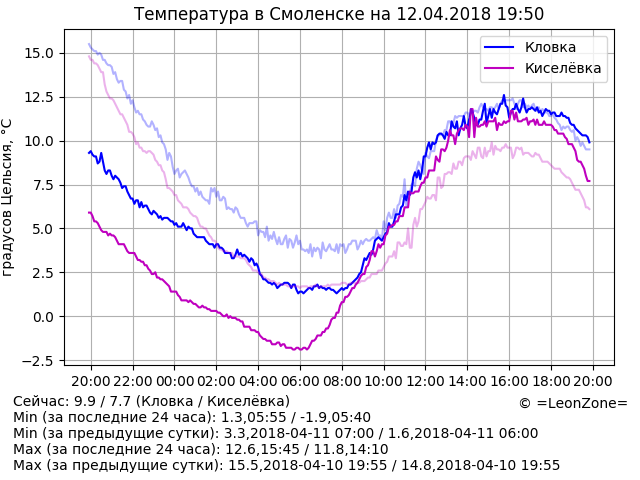 Температура в Смоленске на 12.04.2018 19:50
градусов Цельсия, °C
15.0
12.5
10.0
7.5
5.0
2.5
0.0
−2.5
Кловка
Киселёвка
20:00 22:00 00:00 02:00 04:00 06:00 08:00 10:00 12:00 14:00 16:00 18:00 20:00
Сейчас: 9.9 / 7.7 (Кловка / Киселёвка)
© =LeonZone=
Min (за последние 24 часа): 1.3,05:55 / -1.9,05:40
Min (за предыдущие сутки): 3.3,2018-04-11 07:00 / 1.6,2018-04-11 06:00
Max (за последние 24 часа): 12.6,15:45 / 11.8,14:10
Max (за предыдущие сутки): 15.5,2018-04-10 19:55 / 14.8,2018-04-10 19:55